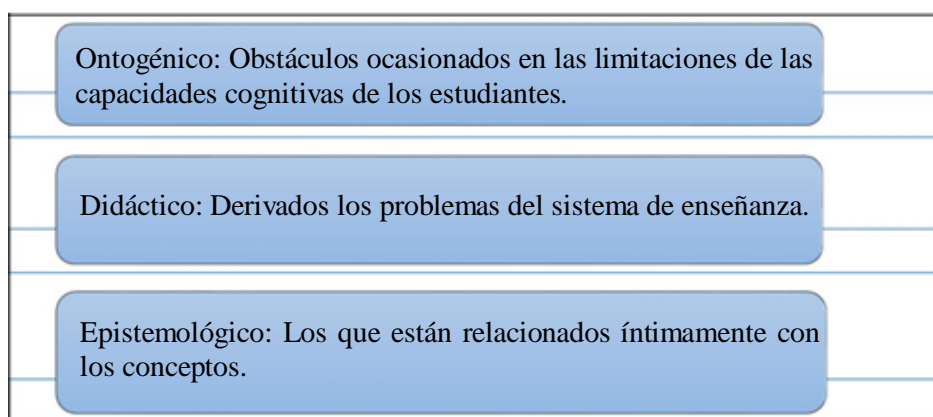 Ontogénico: Obstáculos ocasionados en las limitaciones de las
capacidades cognitivas de los estudiantes.
Didáctico: Derivados los problemas del sistema de enseñanza.
Epistemológico: Los que están relacionados íntimamente con
los conceptos.